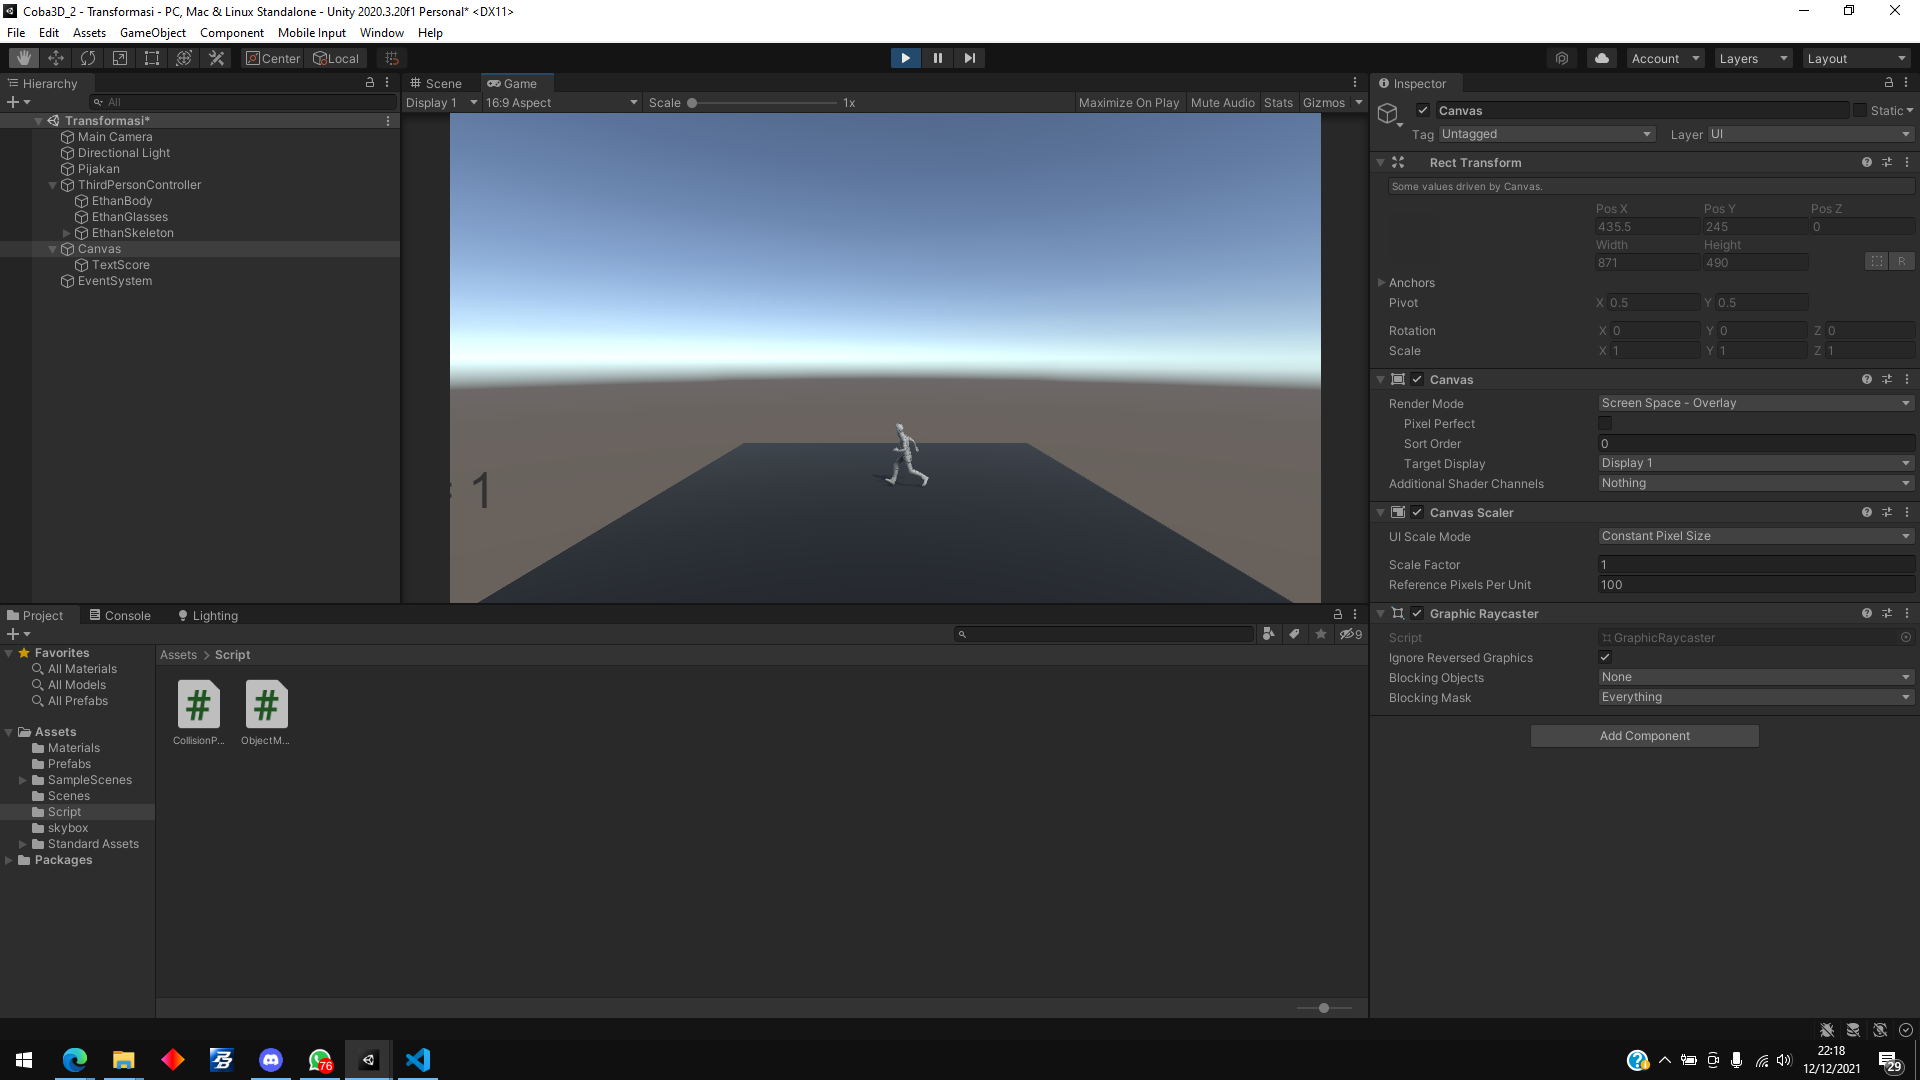 Coba3D_2 - Transformasi - PC, Mac & Linux Standalone - Unity 2020.3.20f1 Personal* <DX11>
File Edit Assets GameObject Component Mobile Input Window Help
Center Local Account Layers Layout
Hierarchy
All
Transformasi*
Main Camera
Directional Light
Pijakan
ThirdPersonController
EthanBody
EthanGlasses
EthanSkeleton
Canvas
TextScore
EventSystem
Scene Game
Display 1 16:9 Aspect Scale 1x Maximize On Play Mute Audio Stats Gizmos
: 1
Inspector
Canvas Static
Tag Untagged Layer UI
Rect Transform
Some values driven by Canvas.
Pos X Pos Y Pos Z
435.5 245 0
Width Height
871 490 R
Anchors
Pivot X 0.5 Y 0.5
Rotation X 0 Y 0 Z 0
Scale X 1 Y 1 Z 1
Canvas
Render Mode Screen Space - Overlay
Pixel Perfect
Sort Order 0
Target Display Display 1
Additional Shader Channels Nothing
Canvas Scaler
UI Scale Mode Constant Pixel Size
Scale Factor 1
Reference Pixels Per Unit 100
Graphic Raycaster
Script GraphicRaycaster
Ignore Reversed Graphics
Blocking Objects None
Blocking Mask Everything
Add Component
Project Console Lighting
9
Favorites
All Materials
All Models
All Prefabs
Assets
Materials
Prefabs
SampleScenes
Scenes
Script
skybox
Standard Assets
Packages
Assets > Script
# #
CollisionP... ObjectM...
76
22:18
12/12/2021
29